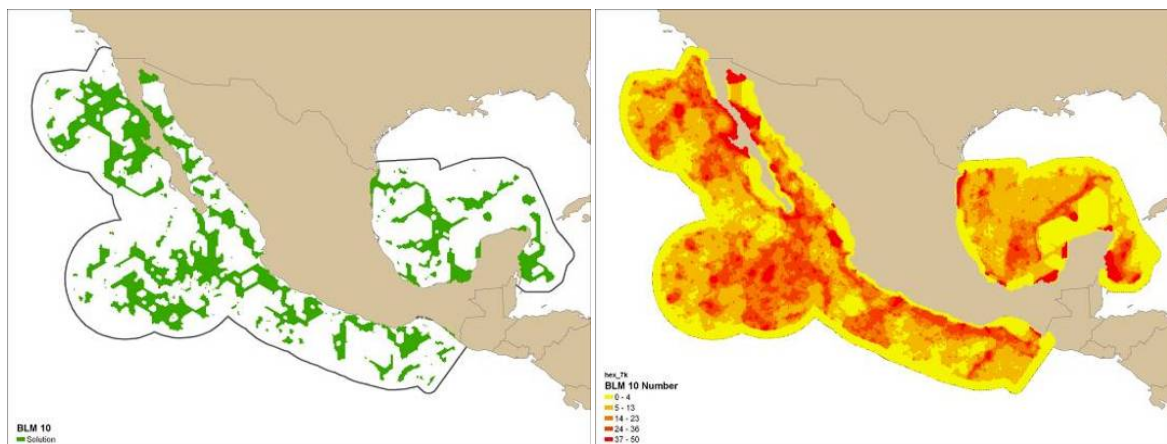 BLM 10
Solution
hex_7k
BLM 10 Number
0 - 4
5 - 13
14 - 23
24 - 36
37 - 50